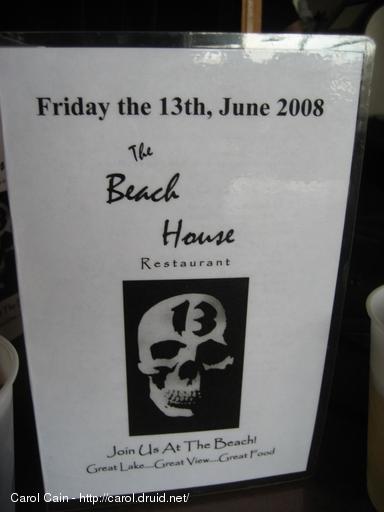 Friday the 13th, June 2008
The
Beach
House
Restaurant
13
Join Us At The Beach!
Great Lake....Great View....Great Food
Carol Cain - http://carol.druid.net/